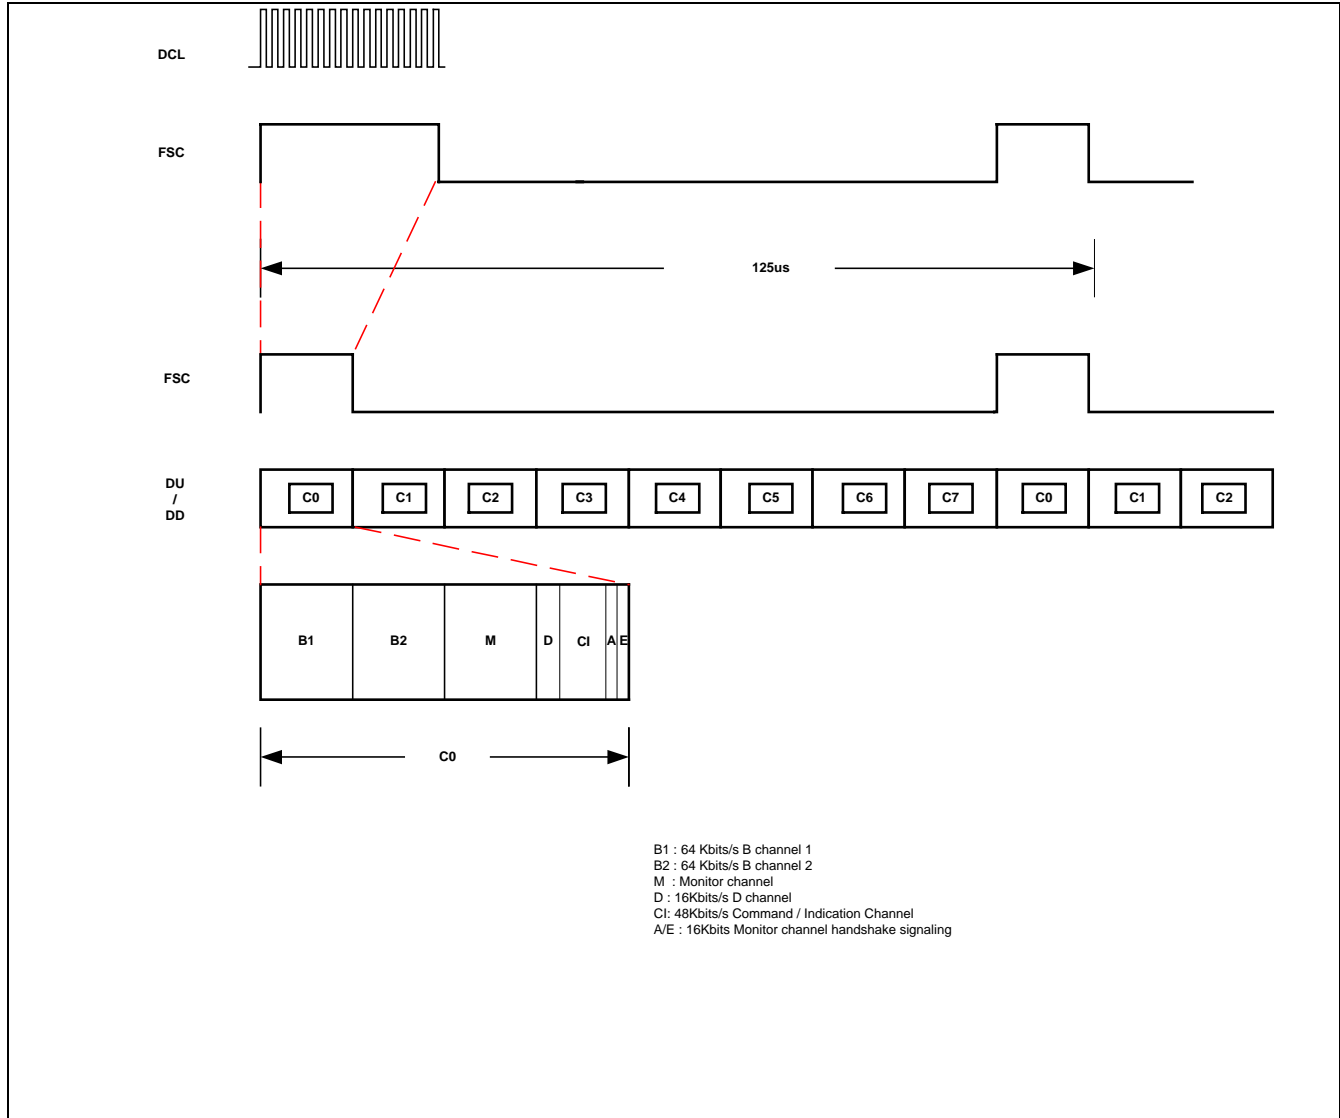 DCL
FSC
125us
FSC
DU
/
DD
C0 C1 C2 C3 C4 C5 C6 C7 C0 C1 C2
B1 B2 M D CI A E
C0
B1 : 64 Kbits/s B channel 1
B2 : 64 Kbits/s B channel 2
M : Monitor channel
D : 16Kbits/s D channel
CI: 48Kbits/s Command / Indication Channel
A/E : 16Kbits Monitor channel handshake signaling